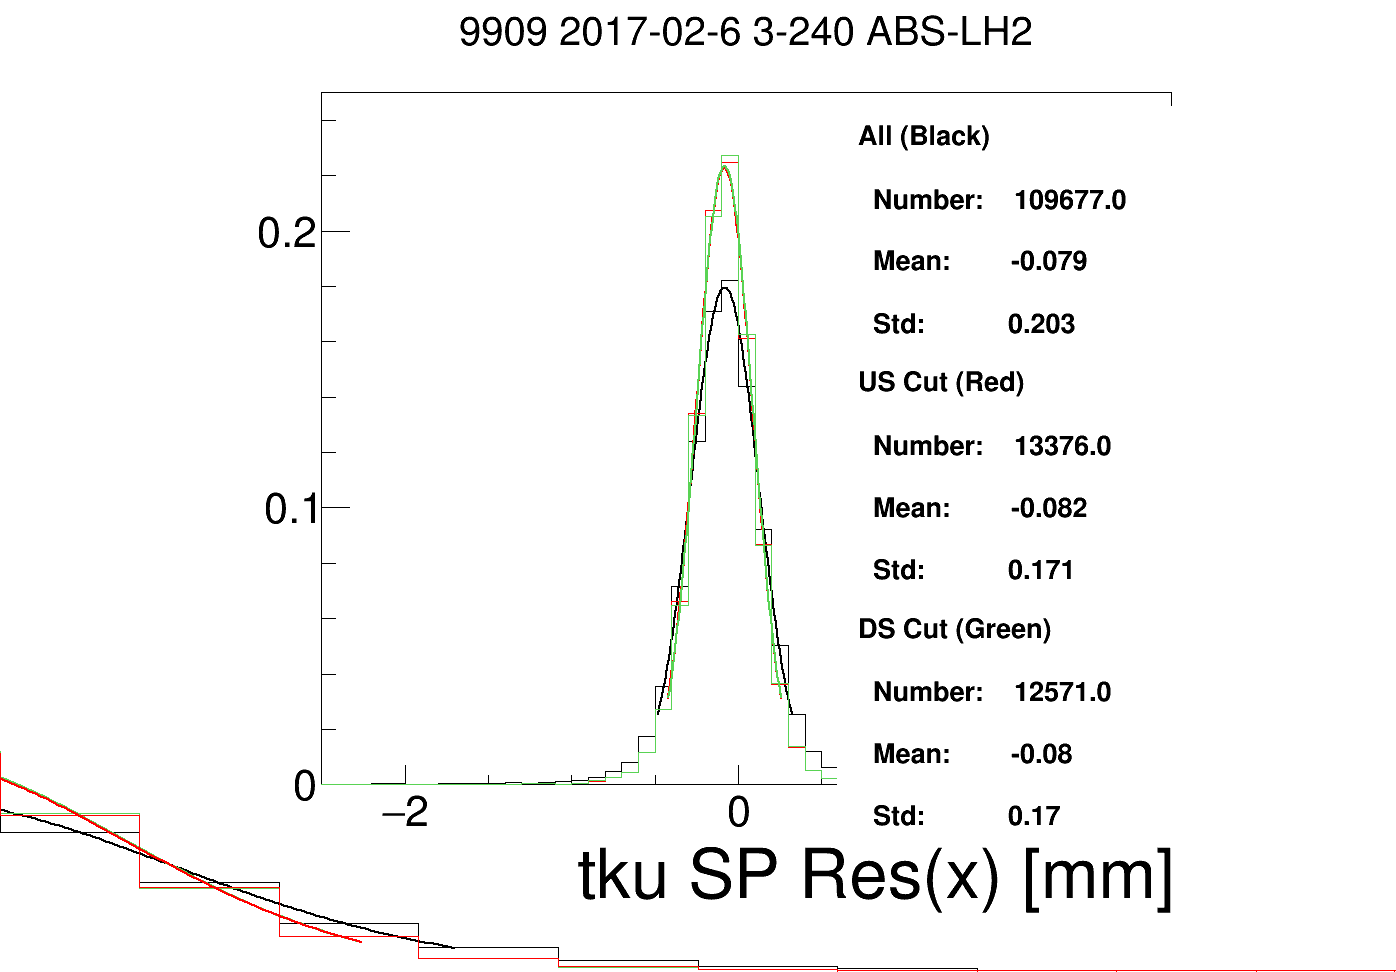 9909 2017-02-6 3-240 ABS-LH2
All (Black)
Number: 109677.0
Mean: -0.079
Std: 0.203
US Cut (Red)
Number: 13376.0
Mean: -0.082
Std: 0.171
DS Cut (Green)
Number: 12571.0
Mean: -0.08
Std: 0.17
0.2
0.1
0
−2 0
tku SP Res(x) [mm]